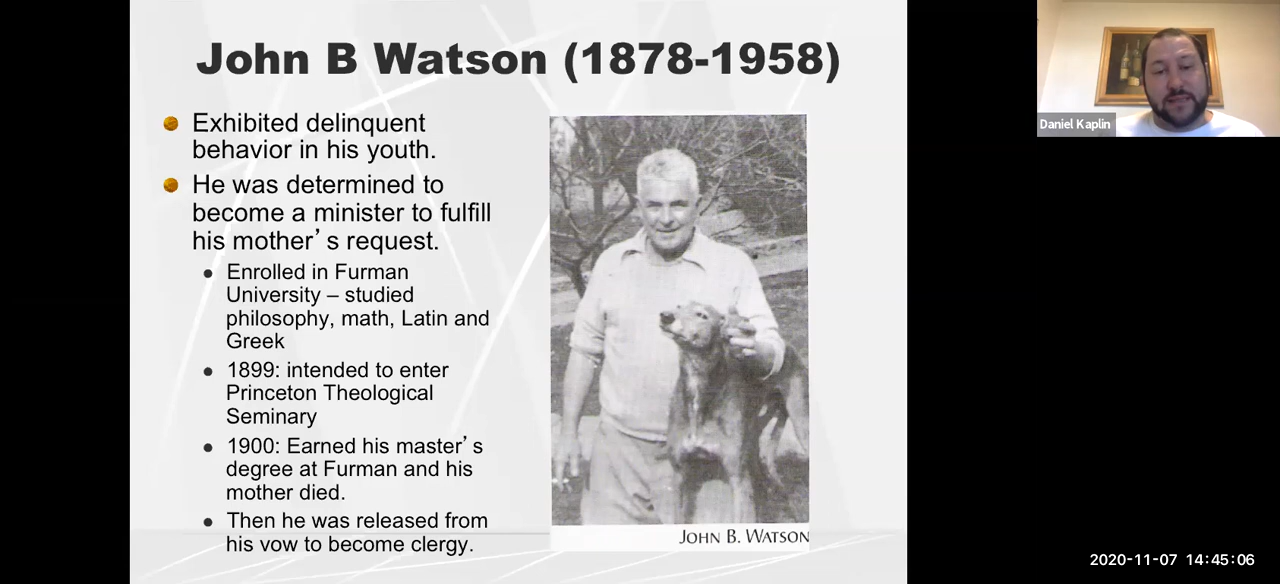 John B Watson (1878-1958)
Exhibited delinquent
behavior in his youth.
He was determined to
become a minister to fulfill
his mother’s request.
Enrolled in Furman
University – studied
philosophy, math, Latin and
Greek
1899: intended to enter
Princeton Theological
Seminary
1900: Earned his master’s
degree at Furman and his
mother died.
Then he was released from
his vow to become clergy.
JOHN B. WATSON
Daniel Kaplin
2020-11-07 14:45:06